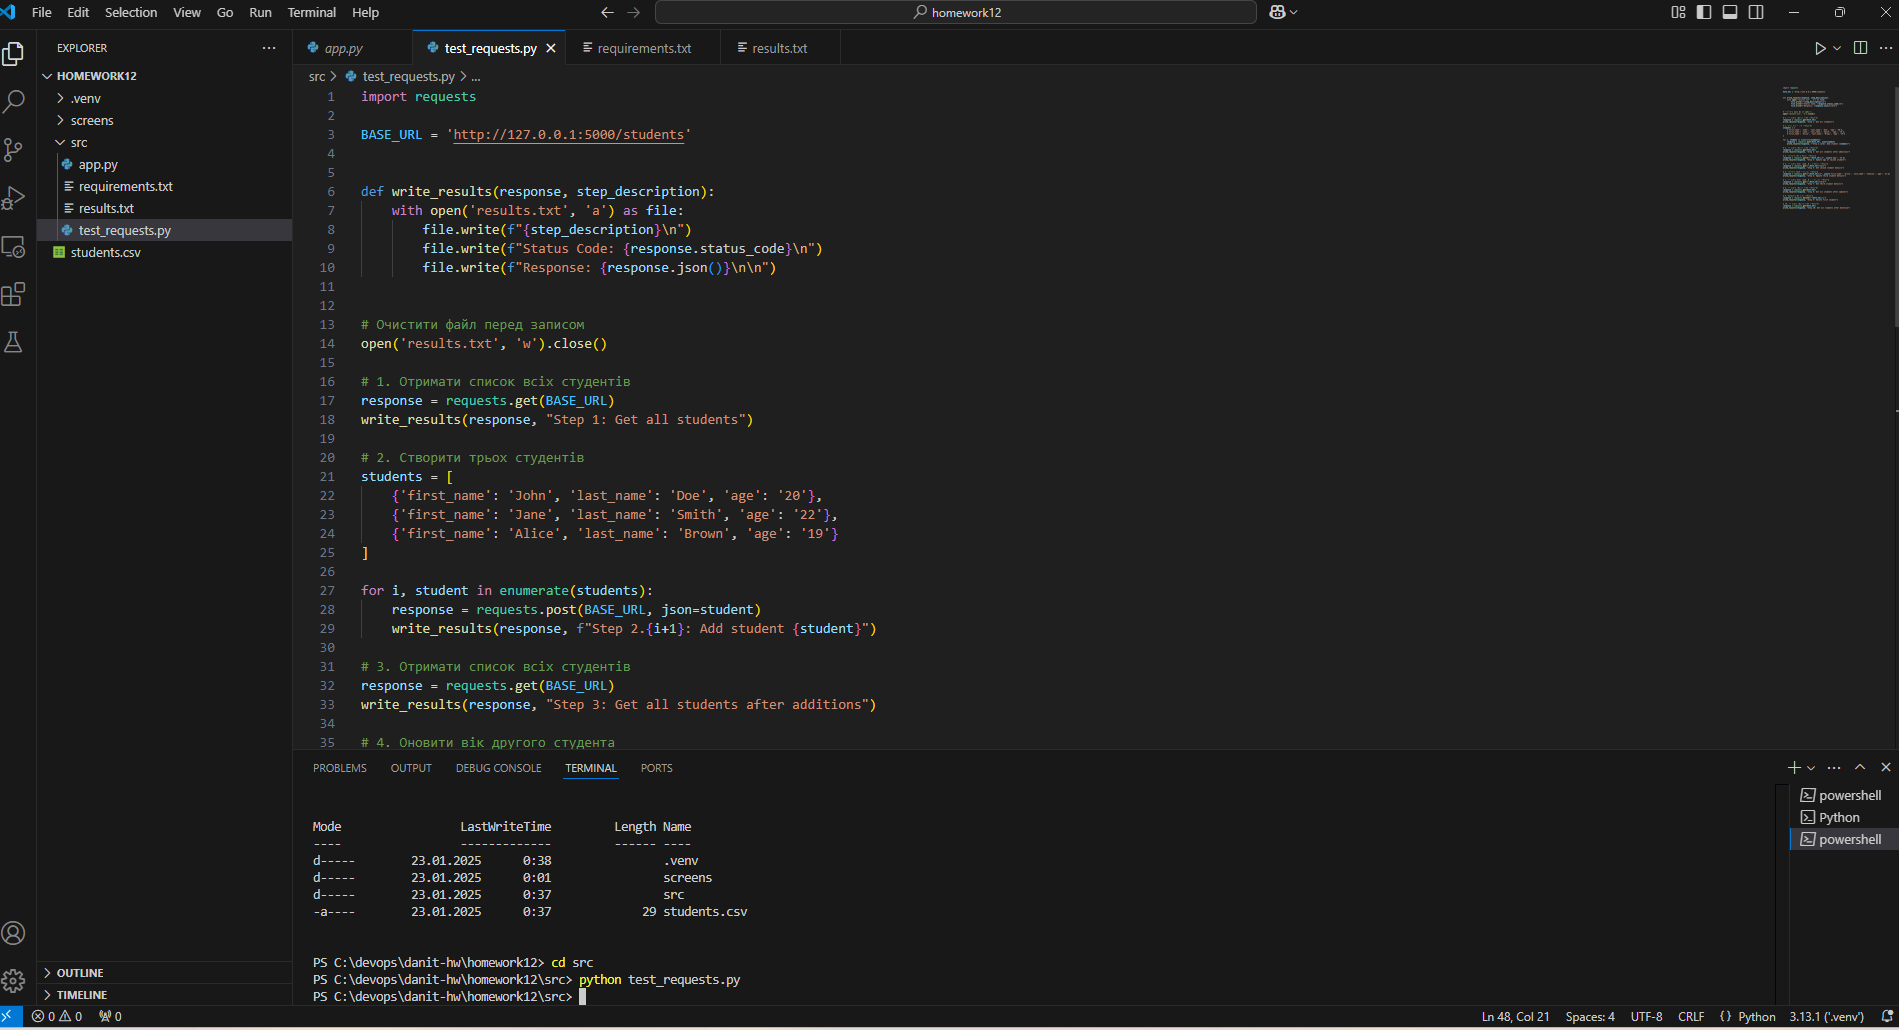 File Edit Selection View Go Run Terminal Help
homework12
EXPLORER
HOMEWORK12
.venv
screens
src
app.py
requirements.txt
results.txt
test_requests.py
students.csv
OUTLINE
TIMELINE
app.py test_requests.py requirements.txt results.txt
src > test_requests.py > ...
1 import requests
2
3 BASE_URL = 'http://127.0.0.1:5000/students'
4
5
6 def write_results(response, step_description):
7     with open('results.txt', 'a') as file:
8         file.write(f"{step_description}\n")
9         file.write(f"Status Code: {response.status_code}\n")
10         file.write(f"Response: {response.json()}\n\n")
11
12
13 # Очистити файл перед записом
14 open('results.txt', 'w').close()
15
16 # 1. Отримати список всіх студентів
17 response = requests.get(BASE_URL)
18 write_results(response, "Step 1: Get all students")
19
20 # 2. Створити трьох студентів
21 students = [
22     {'first_name': 'John', 'last_name': 'Doe', 'age': '20'},
23     {'first_name': 'Jane', 'last_name': 'Smith', 'age': '22'},
24     {'first_name': 'Alice', 'last_name': 'Brown', 'age': '19'}
25 ]
26
27 for i, student in enumerate(students):
28     response = requests.post(BASE_URL, json=student)
29     write_results(response, f"Step 2.{i+1}: Add student {student}")
30
31 # 3. Отримати список всіх студентів
32 response = requests.get(BASE_URL)
33 write_results(response, "Step 3: Get all students after additions")
34
35 # 4. Оновити вік другого студента
PROBLEMS OUTPUT DEBUG CONSOLE TERMINAL PORTS
Mode LastWriteTime Length Name
---- ------------- ------ ----
d----- 23.01.2025 0:38 .venv
d----- 23.01.2025 0:01 screens
d----- 23.01.2025 0:37 src
-a---- 23.01.2025 0:37 29 students.csv
PS C:\devops\danit-hw\homework12> cd src
PS C:\devops\danit-hw\homework12\src> python test_requests.py
PS C:\devops\danit-hw\homework12\src>
powershell
Python
powershell
0 0 0
Ln 48, Col 21 Spaces: 4 UTF-8 CRLF {} Python 3.13.1 ('.venv')